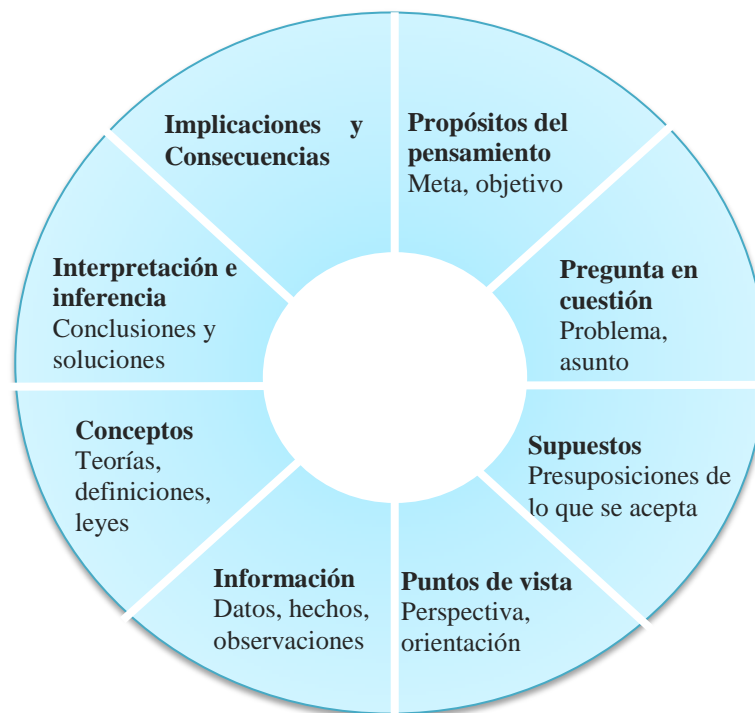 Implicaciones y
Consecuencias
Propósitos del
pensamiento
Meta, objetivo
Pregunta en
cuestión
Problema,
asunto
Supuestos
Presuposiciones de
lo que se acepta
Puntos de vista
Perspectiva,
orientación
Información
Datos, hechos,
observaciones
Conceptos
Teorías,
definiciones,
leyes
Interpretación e
inferencia
Conclusiones y
soluciones